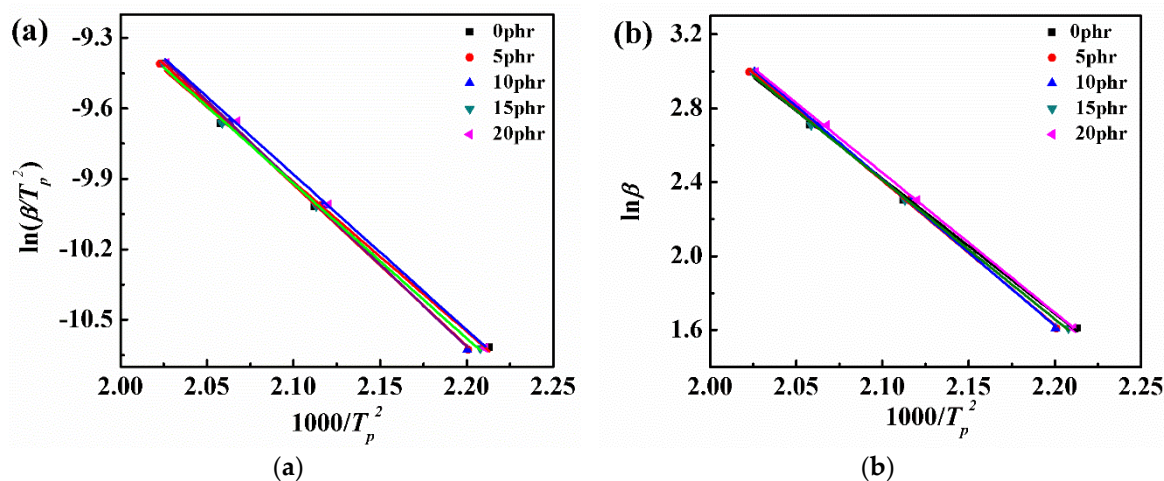 (a)
-9.3
-9.6
-9.9
-10.2
-10.5
ln(β/Tp²)
0phr
5phr
10phr
15phr
20phr
2.00 2.05 2.10 2.15 2.20 2.25
1000/Tp²
(a)
(b)
3.2
2.8
2.4
2.0
1.6
lnβ
0phr
5phr
10phr
15phr
20phr
2.00 2.05 2.10 2.15 2.20 2.25
1000/Tp²
(b)